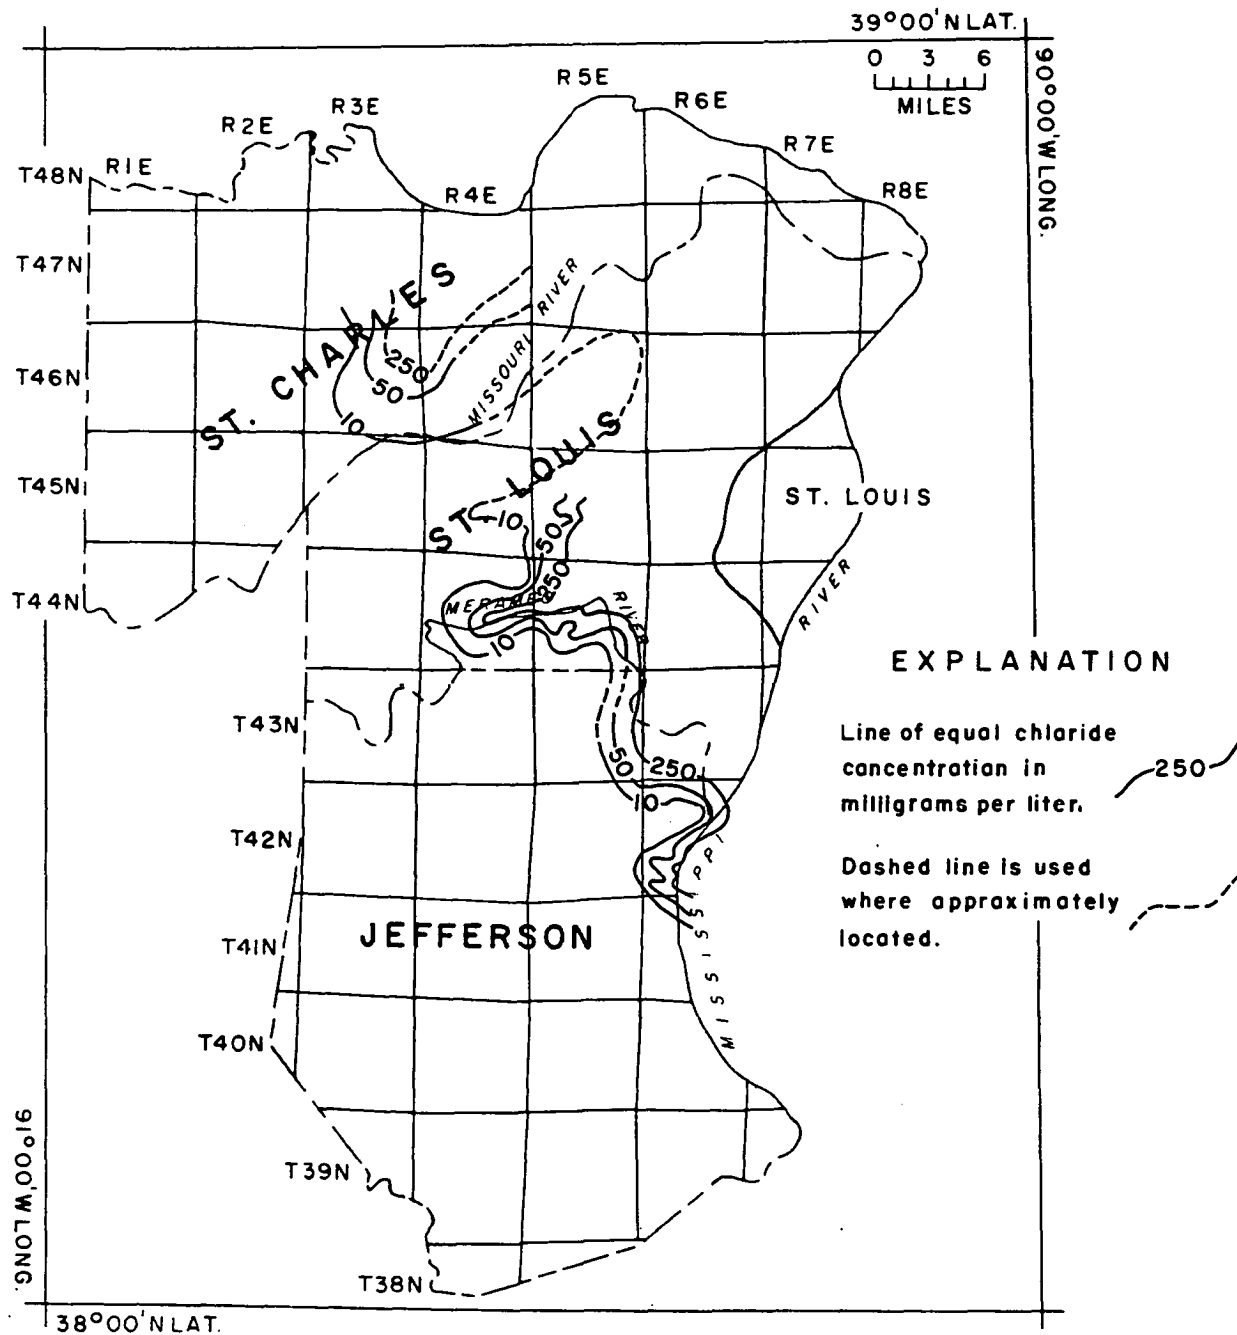 39°00'N LAT.
0 3 6
MILES
90°00'W LONG.
R1E
R2E
R3E
R4E
R5E
R6E
R7E
R8E
T48N
T47N
T46N
T45N
T44N
T43N
T42N
T41N
T40N
T39N
T38N
ST. CHARLES
250
50
10
MISSOURI RIVER
ST. LOUIS
10
50
250
MERAMEC RIVER
10
ST. LOUIS
RIVER
50
250
10
MISSISSIPPI
JEFFERSON
EXPLANATION
Line of equal chloride
concentration in
milligrams per liter.
250
Dashed line is used
where approximately
located.
91°00'W LONG.
38°00'N LAT.